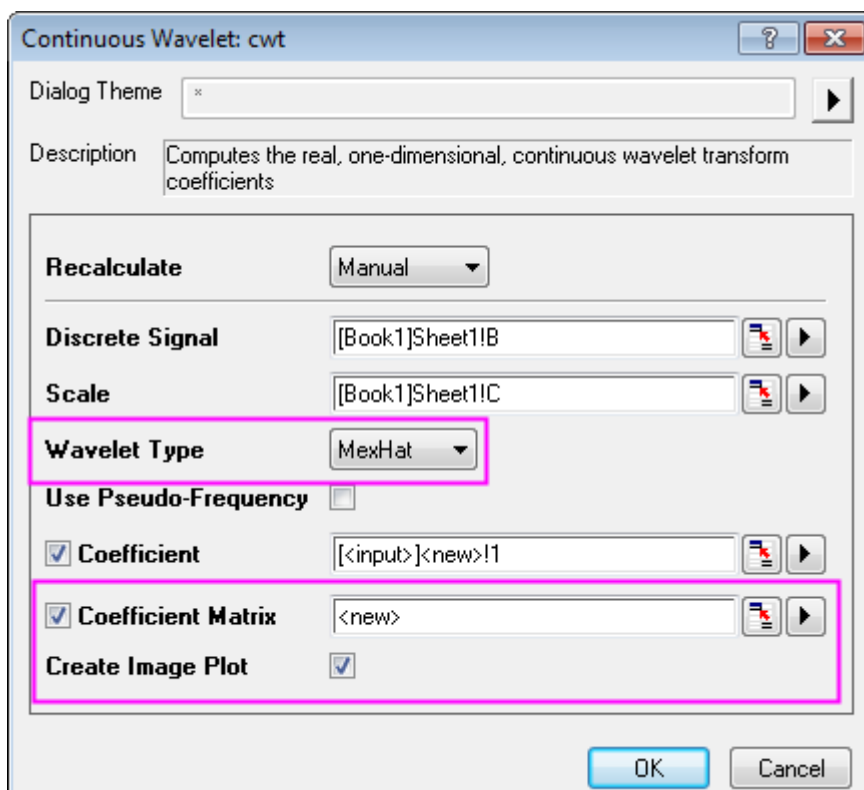 Continuous Wavelet: cwt
Dialog Theme *
Description Computes the real, one-dimensional, continuous wavelet transform
coefficients
Recalculate Manual
Discrete Signal [Book1]Sheet1!B
Scale [Book1]Sheet1!C
Wavelet Type MexHat
Use Pseudo-Frequency
Coefficient [<input>]<new>!1
Coefficient Matrix <new>
Create Image Plot
OK Cancel